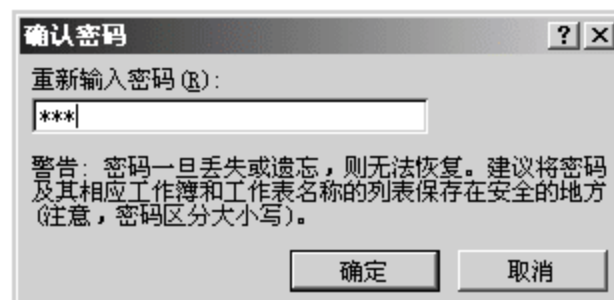 确认密码
重新输入密码(R):
***
警告: 密码一旦丢失或遗忘，则无法恢复。建议将密码
及其相应工作簿和工作表名称的列表保存在安全的地方
(注意，密码区分大小写)。
确定 取消